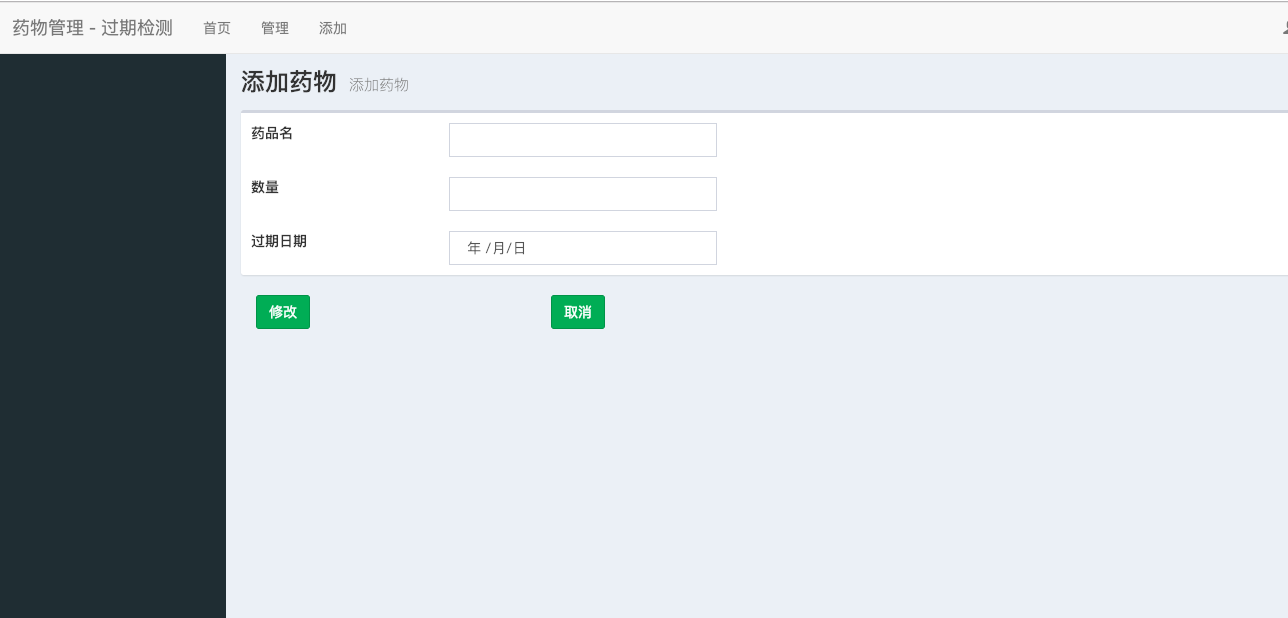 药物管理 - 过期检测 首页 管理 添加
添加药物 添加药物
药品名
数量
过期日期 年 /月/日
修改 取消